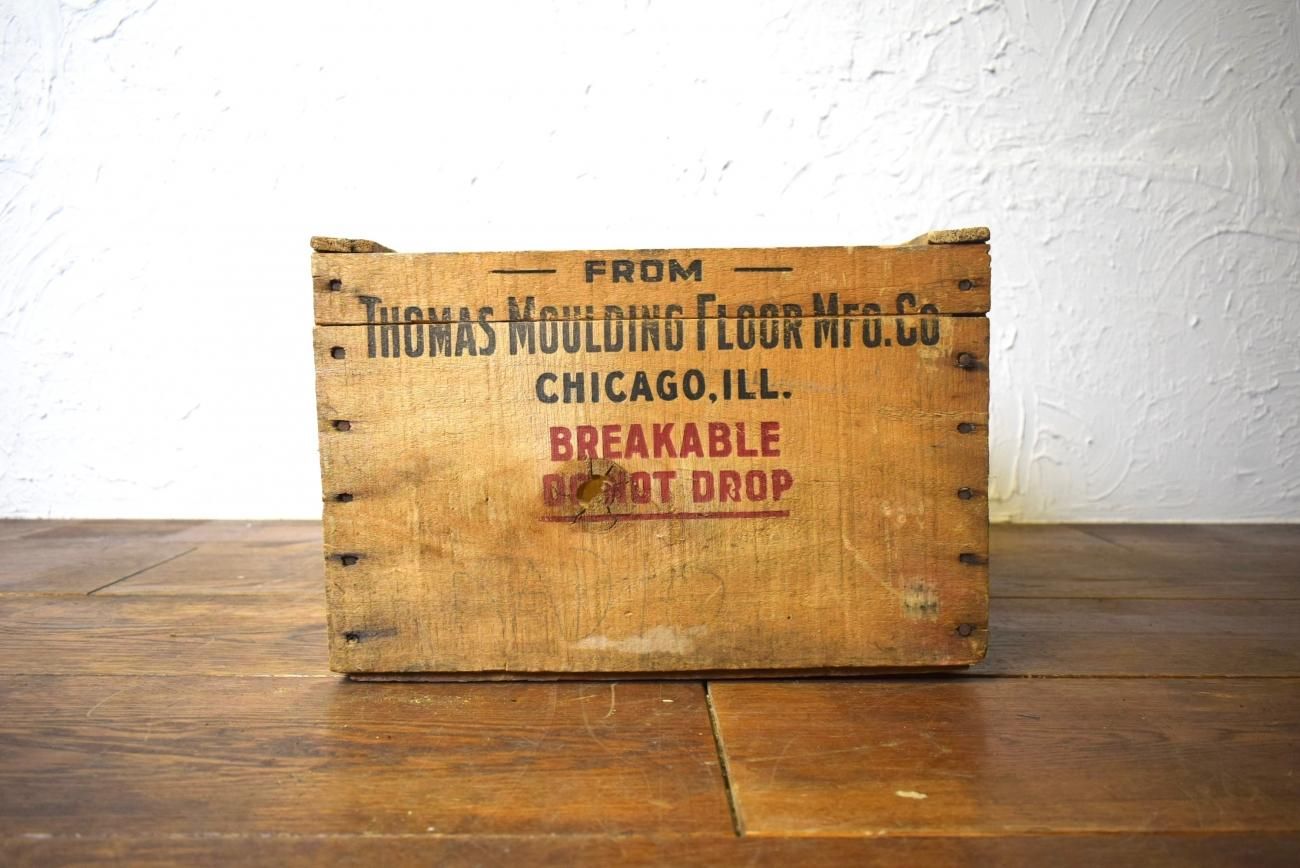 FROM
THOMAS MOULDING FLOOR MFG. CO
CHICAGO, ILL.
BREAKABLE
DO NOT DROP